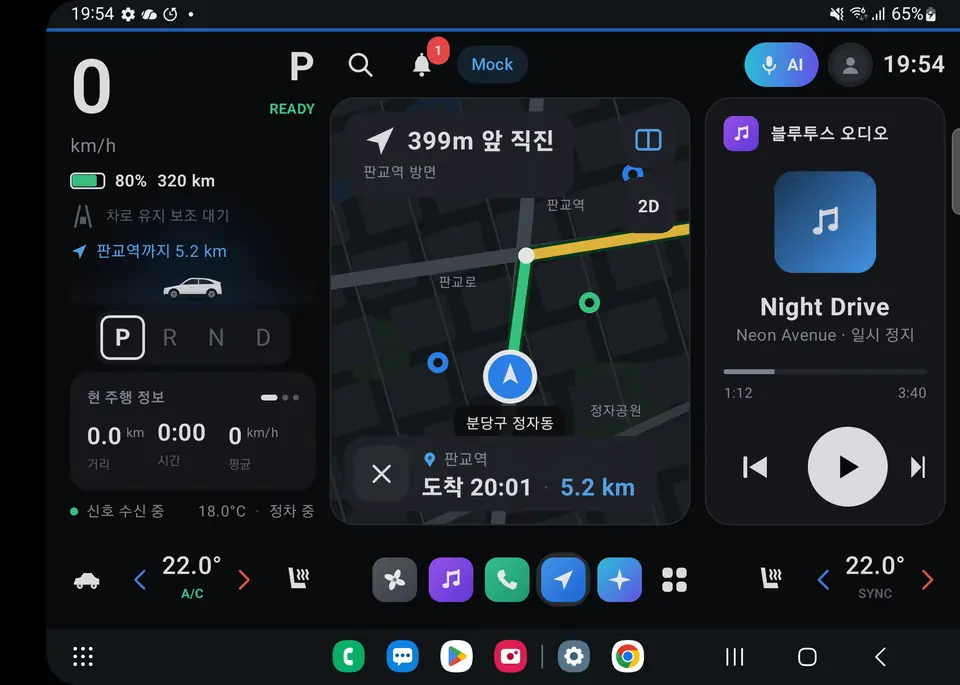 19:54
65%
0
P
READY
km/h
80% 320 km
차로 유지 보조 대기
판교역까지 5.2 km
P R N D
현 주행 정보
0.0 km 0:00 0 km/h
거리 시간 평균
신호 수신 중 18.0°C · 정차 중
1
Mock
AI
19:54
399m 앞 직진
판교역 방면
2D
판교역
판교로
정자공원
분당구 정자동
판교역
도착 20:01 · 5.2 km
블루투스 오디오
Night Drive
Neon Avenue · 일시 정지
1:12 3:40
22.0°
A/C
22.0°
SYNC